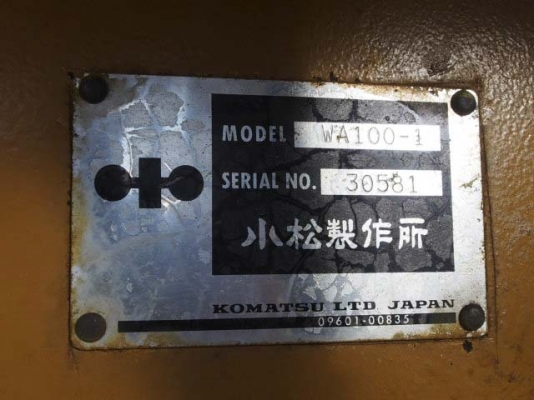 MODEL WA100-1
SERIAL NO. 30581
小松製作所
KOMATSU LTD JAPAN
09601-00835